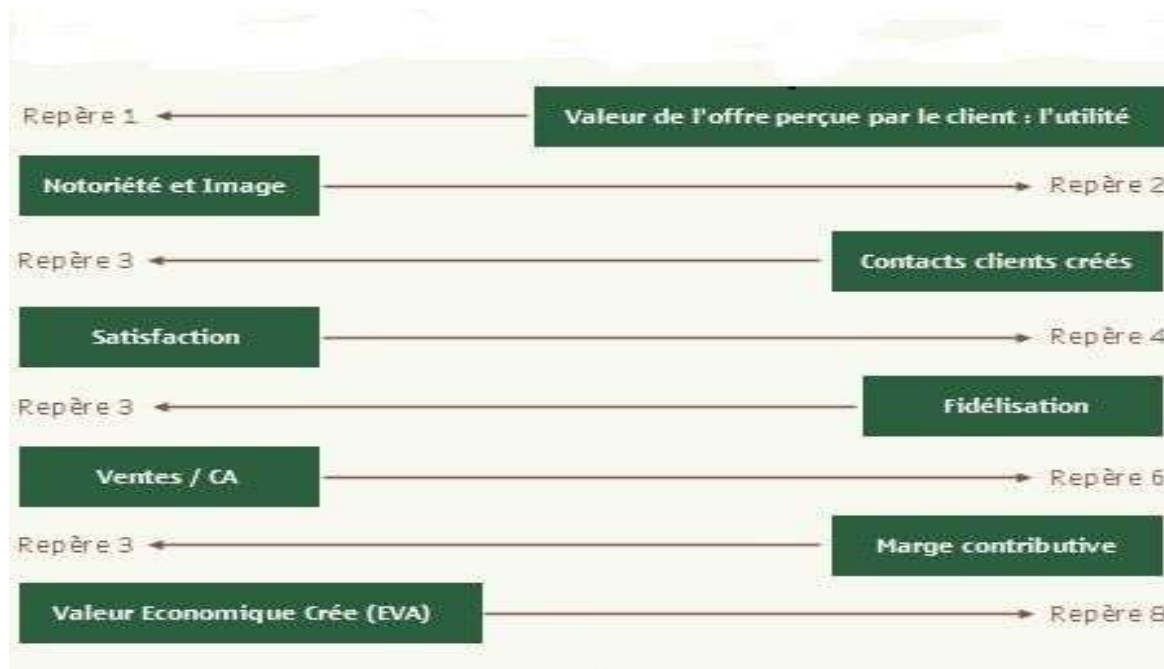 Repère 1 Valeur de l'offre perçue par le client : l'utilité
Notoriété et Image Repère 2
Repère 3 Contacts clients créés
Satisfaction Repère 4
Repère 3 Fidélisation
Ventes / CA Repère 6
Repère 3 Marge contributive
Valeur Economique Crée (EVA) Repère 8